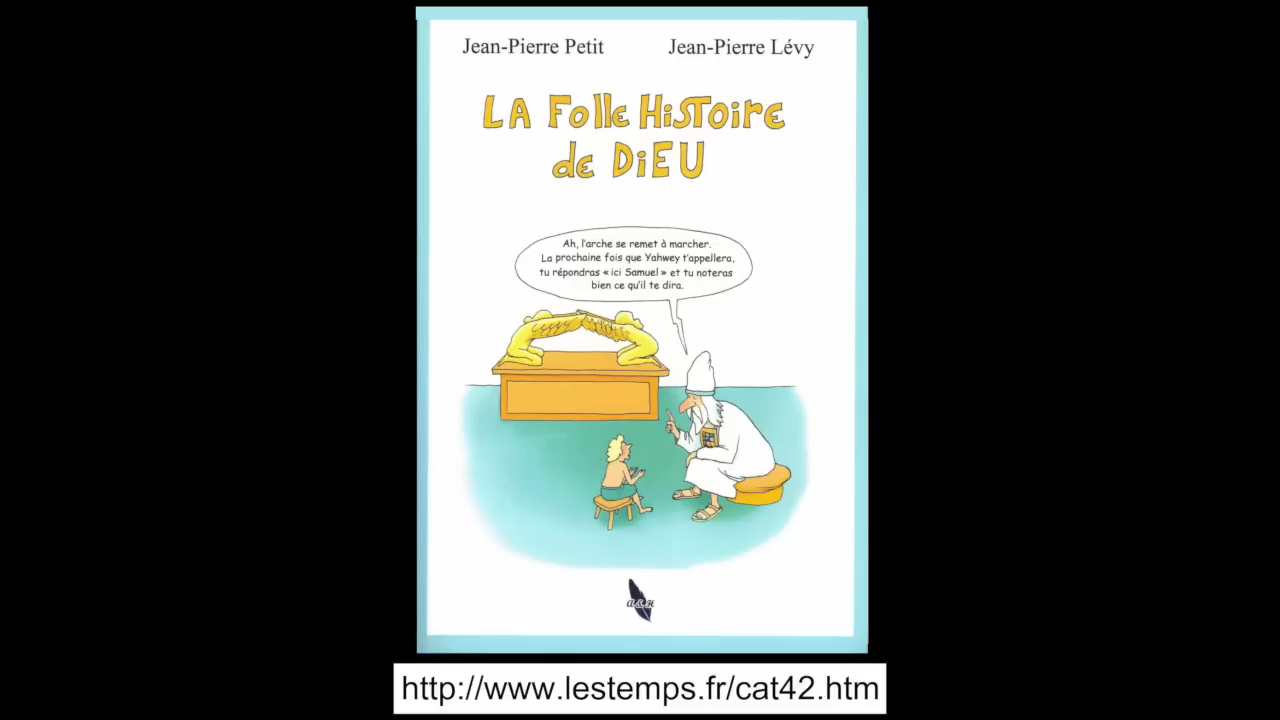 Jean-Pierre Petit Jean-Pierre Lévy
LA FOLLE HiSTOiRE
de DiEU
Ah, l'arche se remet à marcher.
La prochaine fois que Yahwey t'appellera,
tu répondras « ici Samuel » et tu noteras
bien ce qu'il te dira.
A & H
http://www.lestemps.fr/cat42.htm